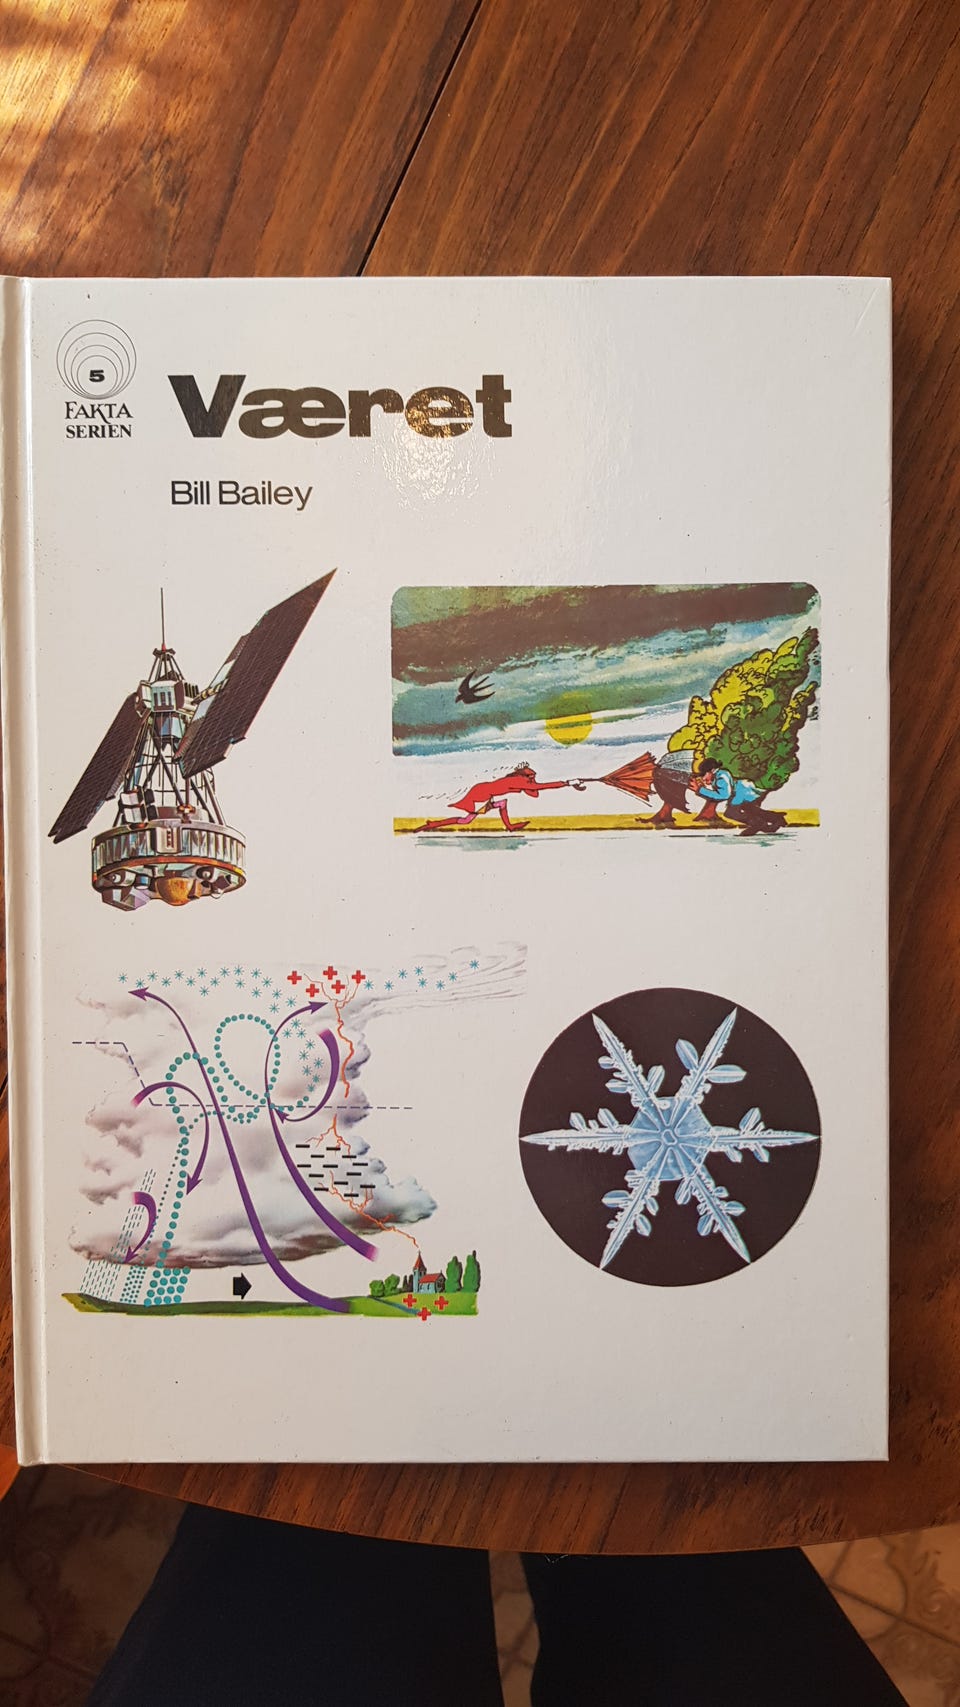 5
FAKTA
SERIEN
Været
Bill Bailey